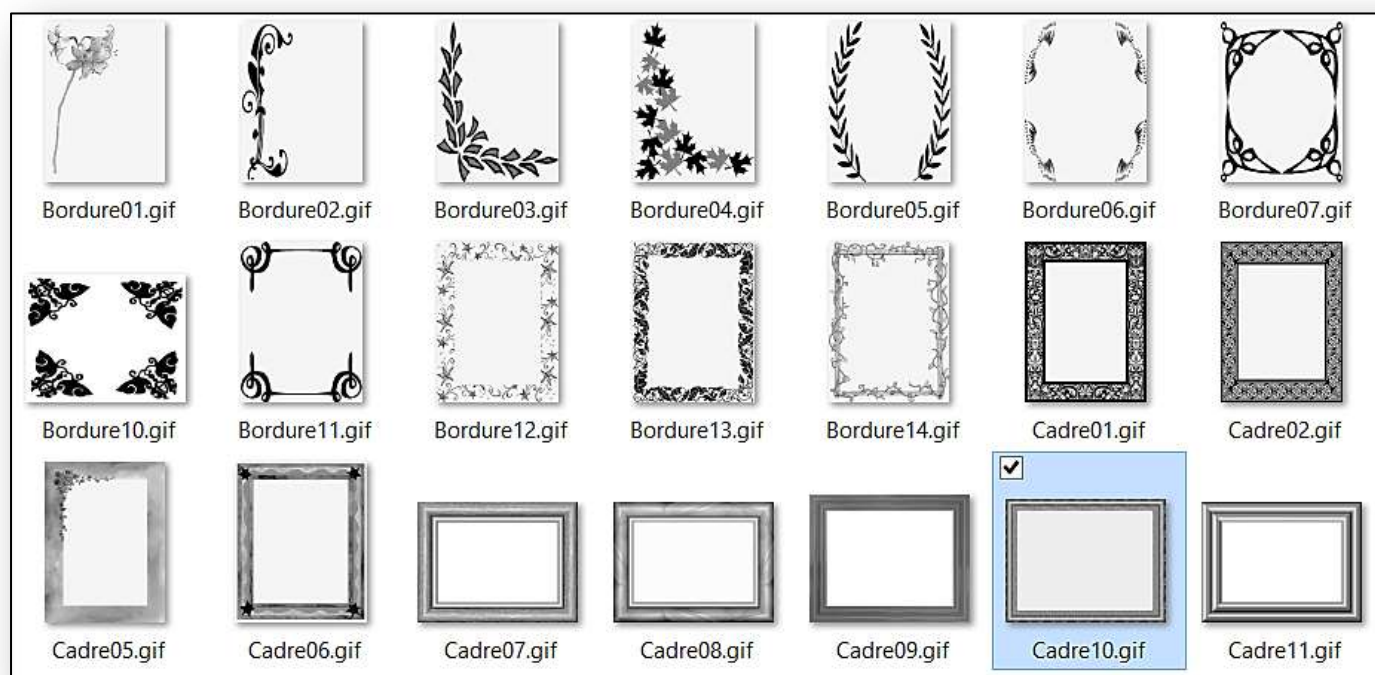 Bordure01.gif Bordure02.gif Bordure03.gif Bordure04.gif Bordure05.gif Bordure06.gif Bordure07.gif
Bordure10.gif Bordure11.gif Bordure12.gif Bordure13.gif Bordure14.gif Cadre01.gif Cadre02.gif
Cadre05.gif Cadre06.gif Cadre07.gif Cadre08.gif Cadre09.gif Cadre10.gif Cadre11.gif